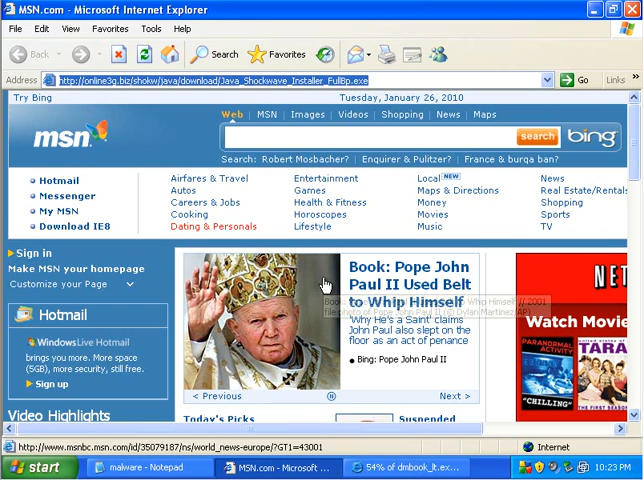 MSN.com - Microsoft Internet Explorer
File Edit View Favorites Tools Help
Back Search Favorites
Address http://online3g.biz/shokw/java/download/Java_Shockwave_Installer_FullBp.exe Go Links »
Try Bing Tuesday, January 26, 2010
Web | MSN | Images | Videos | Shopping | News | Maps
msn search bing
Search: Robert Mosbacher? | Enquirer & Pulitzer? | France & burqa ban?
Hotmail
Messenger
My MSN
Download IE8
Airfares & Travel
Autos
Careers & Jobs
Cooking
Dating & Personals
Entertainment
Games
Health & Fitness
Horoscopes
Lifestyle
Local NEW
Maps & Directions
Money
Movies
Music
News
Real Estate/Rentals
Shopping
Sports
TV
Sign in
Make MSN your homepage
Customize your Page
Hotmail
Windows Live Hotmail
brings you more. More space
(5GB), more security, still free.
Sign up
Video Highlights
Book: Pope John
Paul II Used Belt
to Whip Himself
'Why He's a Saint' claims
John Paul also slept on the
floor as an act of penance
Bing: Pope John Paul II
< Previous Next >
Today's Picks
Suspended
NET
Watch Movie
PARANORMAL
ACTIVITY
"CHILLING"
TARA
THE FIRST SEASON
http://www.msnbc.msn.com/id/35079187/ns/world_news-europe/?GT1=43001 Internet
start malware - Notepad MSN.com - Microsoft ... 54% of dmbook_lt.ex... 10:23 PM